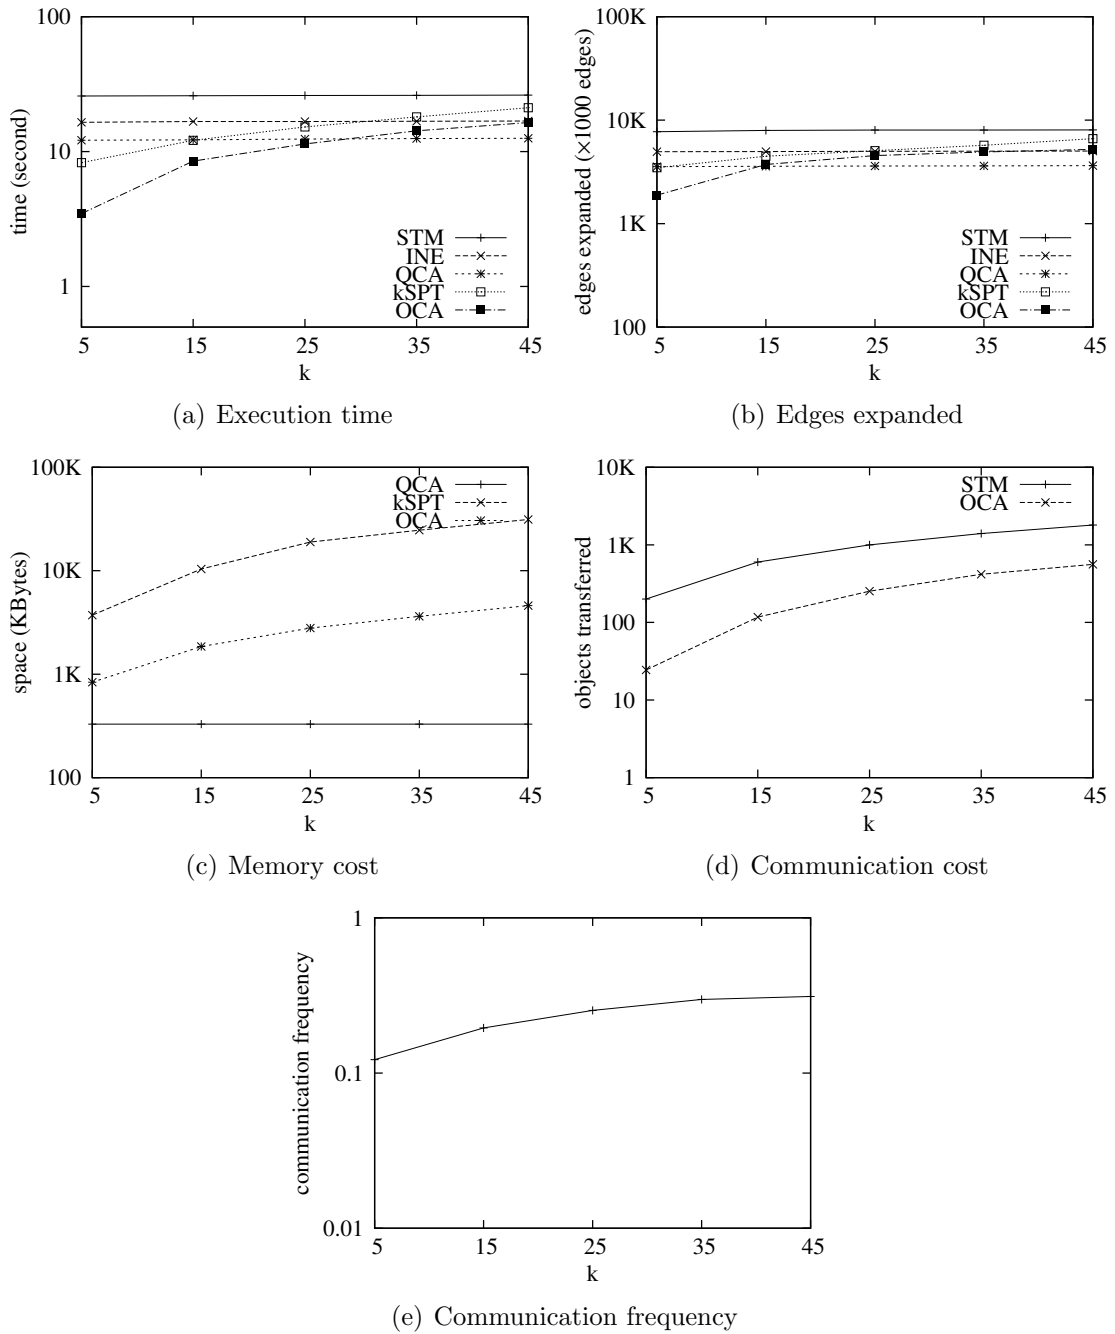 100
10
1
time (second)
STM
INE
QCA
kSPT
OCA
5 15 25 35 45
k
(a) Execution time
100K
10K
1K
100
edges expanded (×1000 edges)
STM
INE
QCA
kSPT
OCA
5 15 25 35 45
k
(b) Edges expanded
100K
10K
1K
100
space (KBytes)
QCA
kSPT
OCA
5 15 25 35 45
k
(c) Memory cost
10K
1K
100
10
1
objects transferred
STM
OCA
5 15 25 35 45
k
(d) Communication cost
1
0.1
0.01
communication frequency
5 15 25 35 45
k
(e) Communication frequency